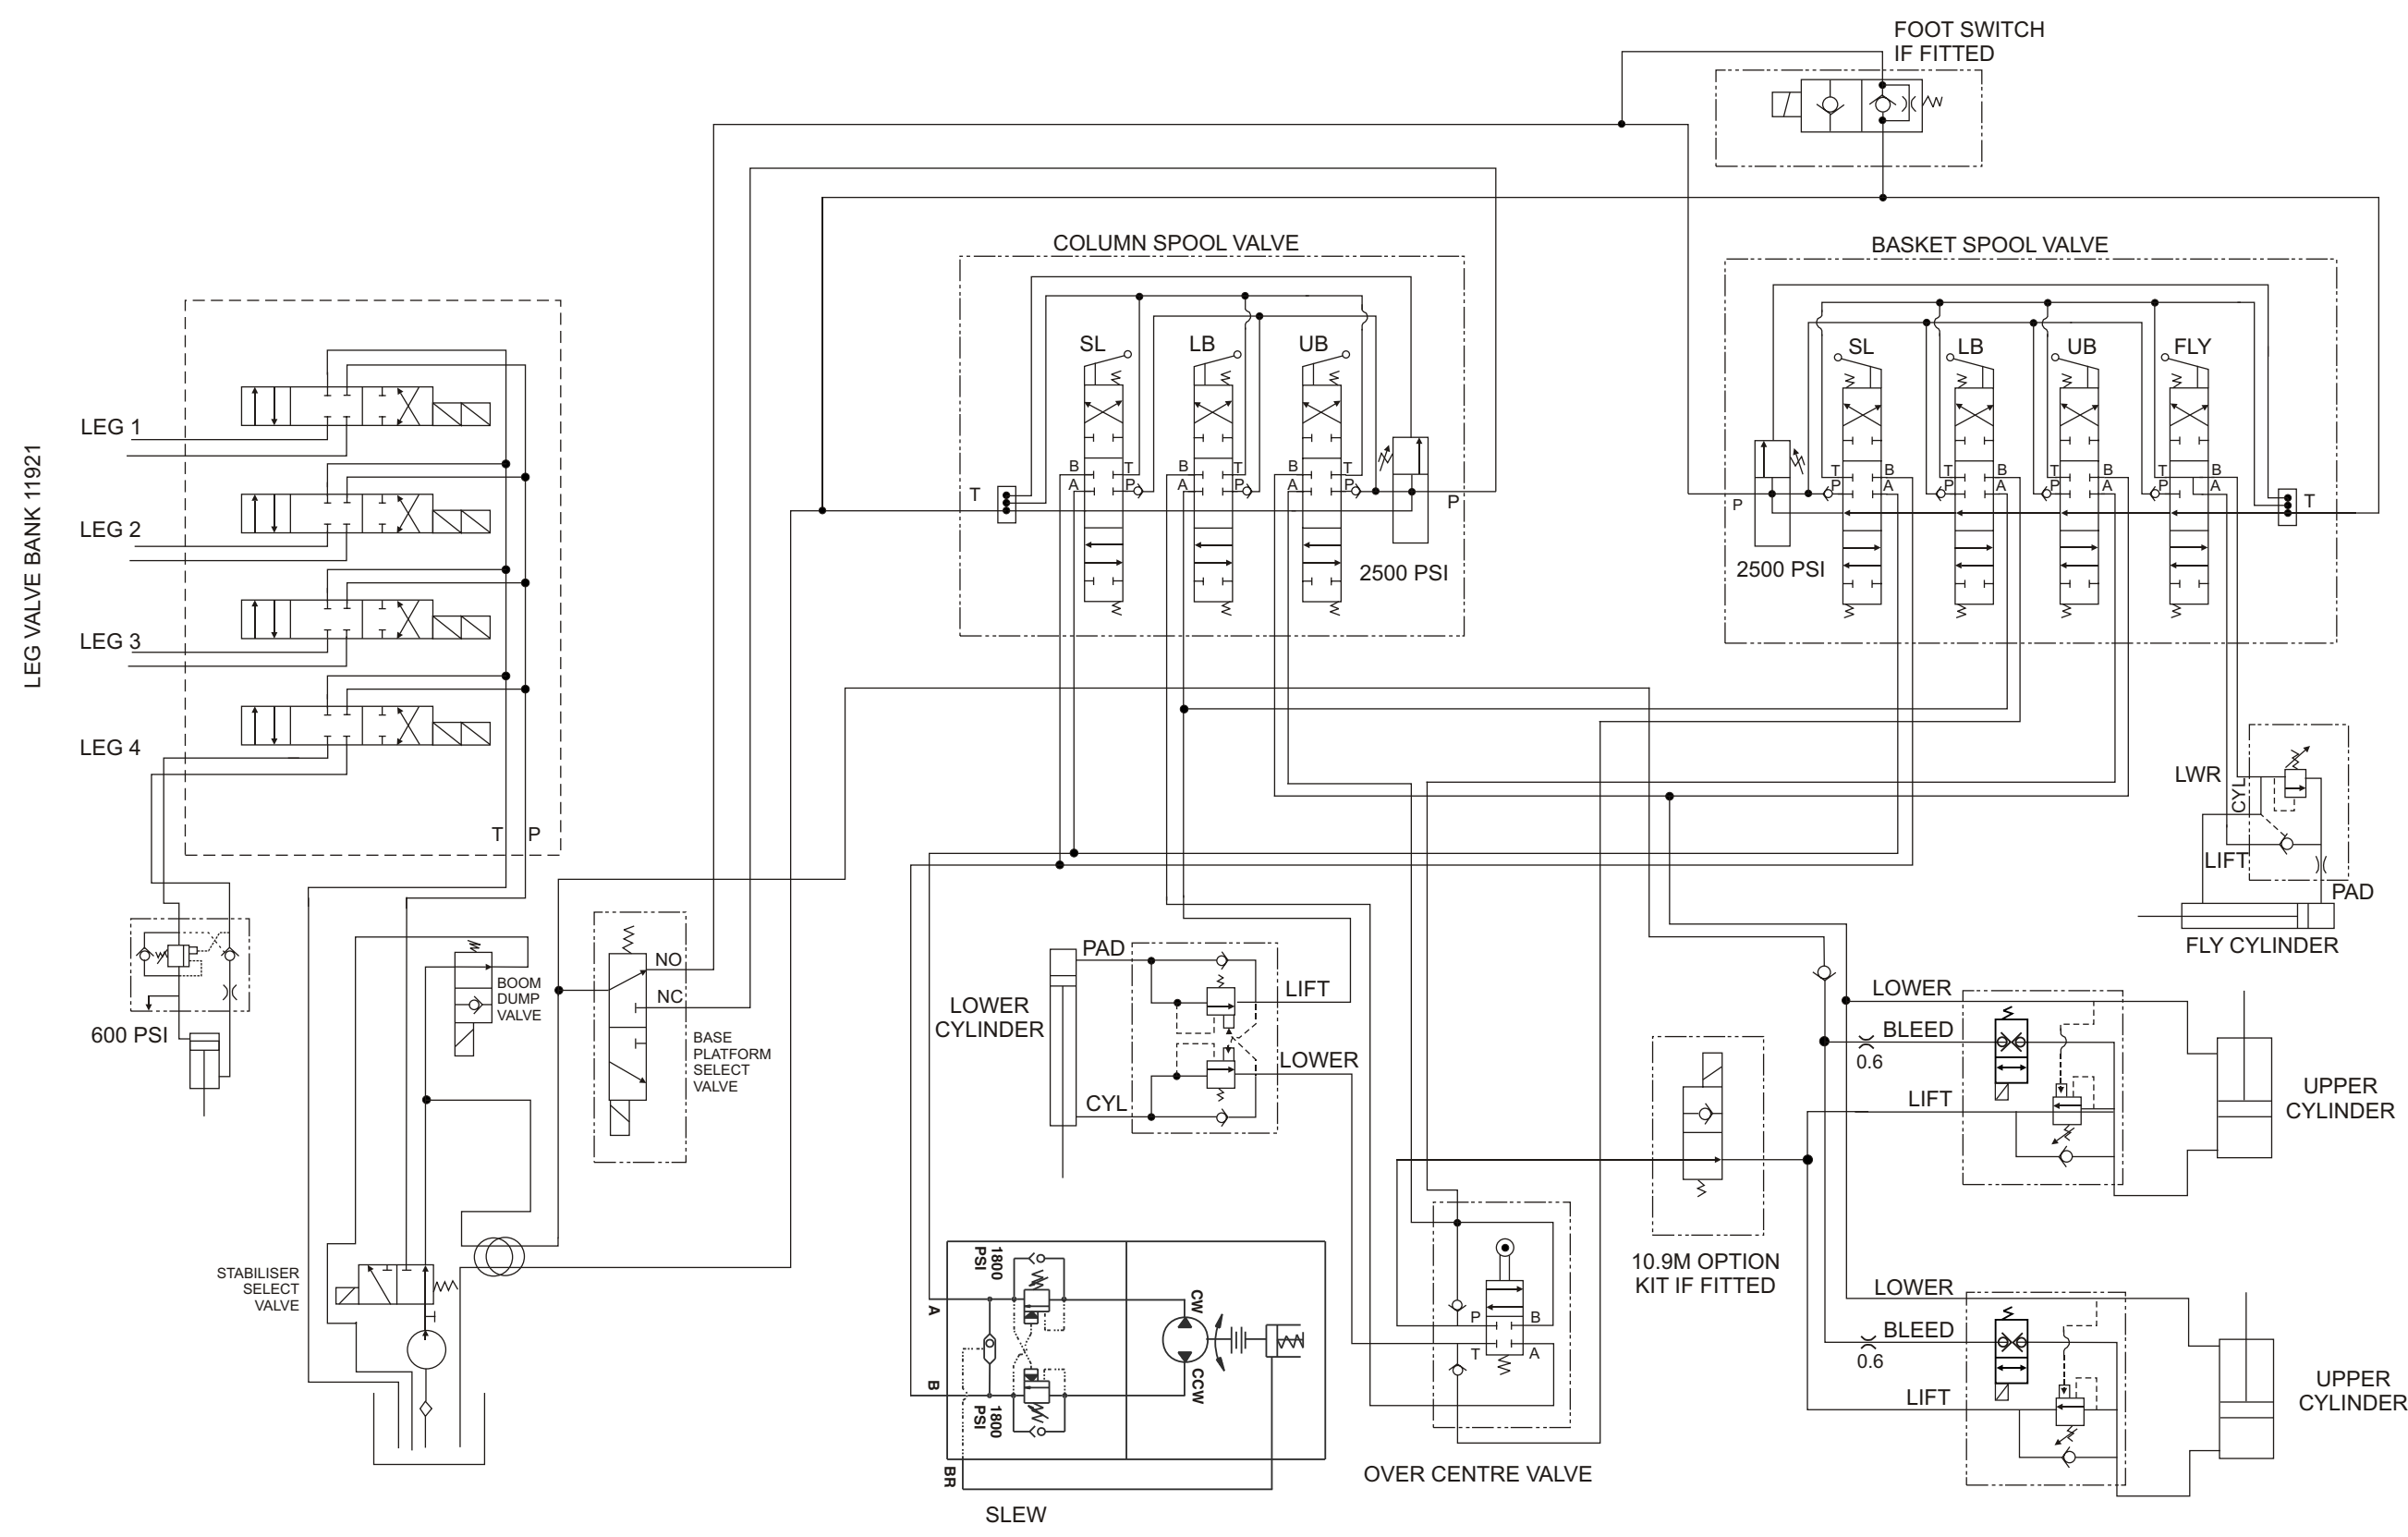 FOOT SWITCH
IF FITTED
COLUMN SPOOL VALVE
BASKET SPOOL VALVE
SL
LB
UB
SL
LB
UB
FLY
LEG VALVE BANK 11921
LEG 1
LEG 2
LEG 3
LEG 4
T
P
B
A
T
P
B
A
T
P
B
A
T
P
T
P
2500 PSI
P
2500 PSI
T
P
B
A
T
P
B
A
T
P
B
A
T
P
B
A
T
LWR
CYL
LIFT
PAD
FLY CYLINDER
600 PSI
BOOM
DUMP
VALVE
NO
NC
BASE
PLATFORM
SELECT
VALVE
STABILISER
SELECT
VALVE
PAD
LOWER
CYLINDER
CYL
LIFT
LOWER
LOWER
BLEED
0.6
LIFT
UPPER
CYLINDER
10.9M OPTION
KIT IF FITTED
LOWER
BLEED
0.6
LIFT
UPPER
CYLINDER
1800
PSI
A
B
1800
PSI
CW
CCW
BR
SLEW
P
B
T
A
OVER CENTRE VALVE